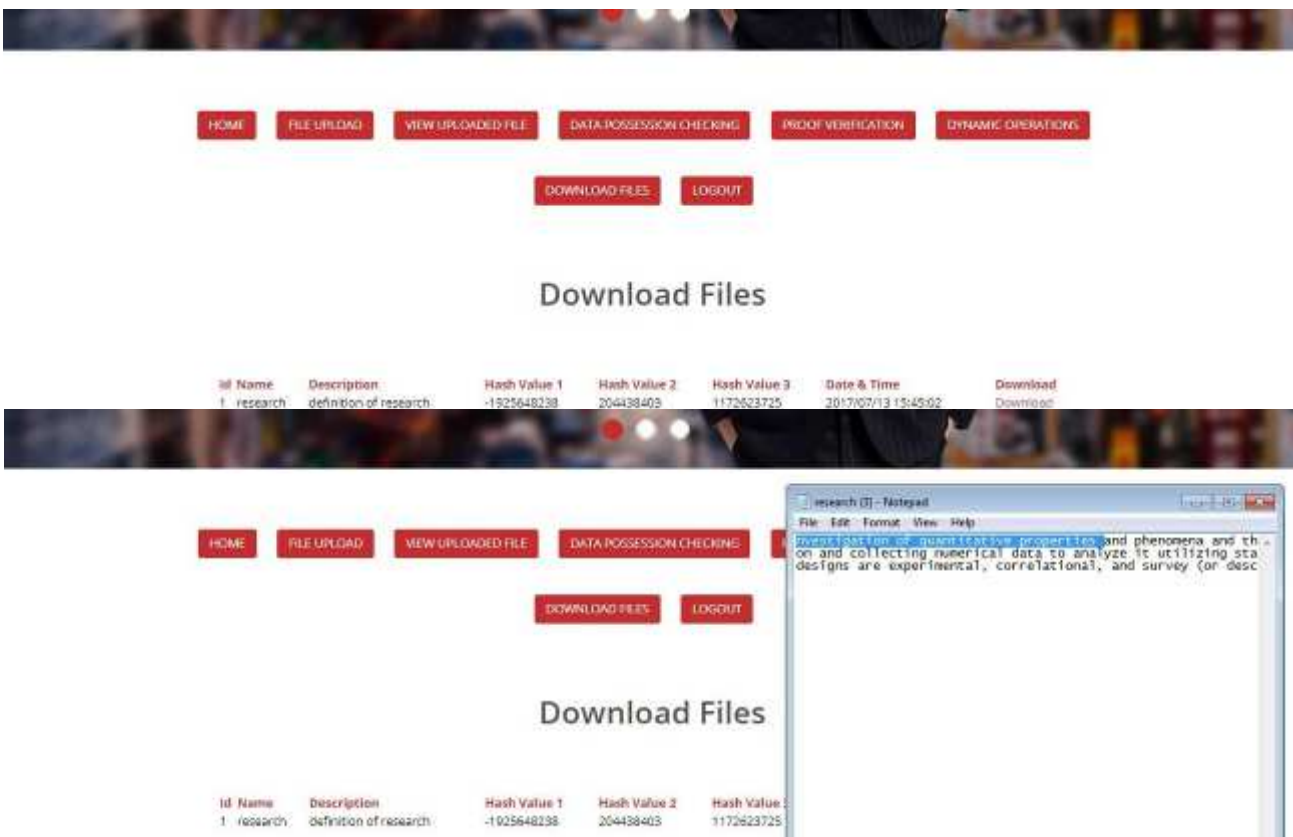 HOME FILE UPLOAD VIEW UPLOADED FILE DATA POSSESSION CHECKING PROOF VERIFICATION DYNAMIC OPERATIONS
DOWNLOAD FILES LOGOUT
Download Files
Id Name Description Hash Value 1 Hash Value 2 Hash Value 3 Date & Time Download
1 research definition of research -1925648238 204438403 1172623725 2017/07/13 15:45:02 Download
HOME FILE UPLOAD VIEW UPLOADED FILE DATA POSSESSION CHECKING
DOWNLOAD FILES LOGOUT
Download Files
Id Name Description Hash Value 1 Hash Value 2 Hash Value
1 research definition of research -1925648238 204438403 1172623725
research (3) - Notepad
File Edit Format View Help
nvestigation of quantitative properties and phenomena and th
on and collecting numerical data to analyze it utilizing sta
designs are experimental, correlational, and survey (or desc